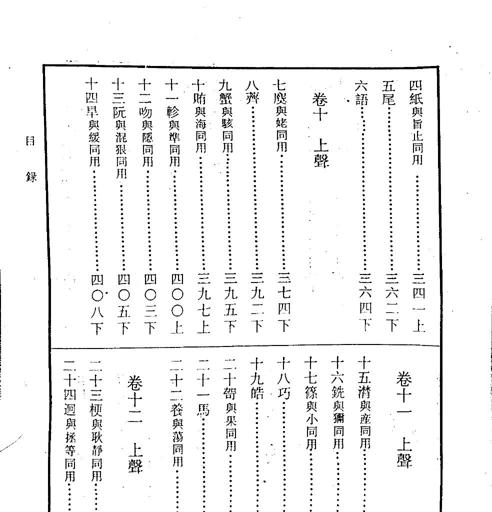 四紙與旨止同用……三四一上
五尾……三六二下
六語……三六四下
卷十 上聲
七麌與姥同用……三七四下
八薺……三九二下
九蟹與駭同用……三九五下
十賄與海同用……三九七上
十一軫與準同用……四〇〇上
十二吻與隱同用……四〇三下
十三阮與混很同用……四〇五下
十四旱與緩同用……四〇八下
卷十一 上聲
十五潸與産同用……
十六銑與獮同用……
十七篠與小同用……
十八巧……
十九皓……
二十哿與果同用……
二十一馬……
二十二養與蕩同用……
卷十二 上聲
二十三梗與耿靜同用……
二十四迥與拯等同用……
目錄